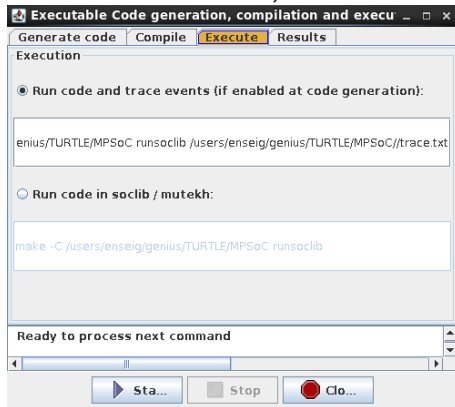 Executable Code generation, compilation and execu
Generate code Compile Execute Results
Execution
Run code and trace events (if enabled at code generation):
enius/TURTLE/MPSoC runsoclib /users/enseig/genius/TURTLE/MPSoC//trace.txt
Run code in soclib / mutekh:
make -C /users/enseig/genius/TURTLE/MPSoC runsoclib
Ready to process next command
Sta... Stop Clo...